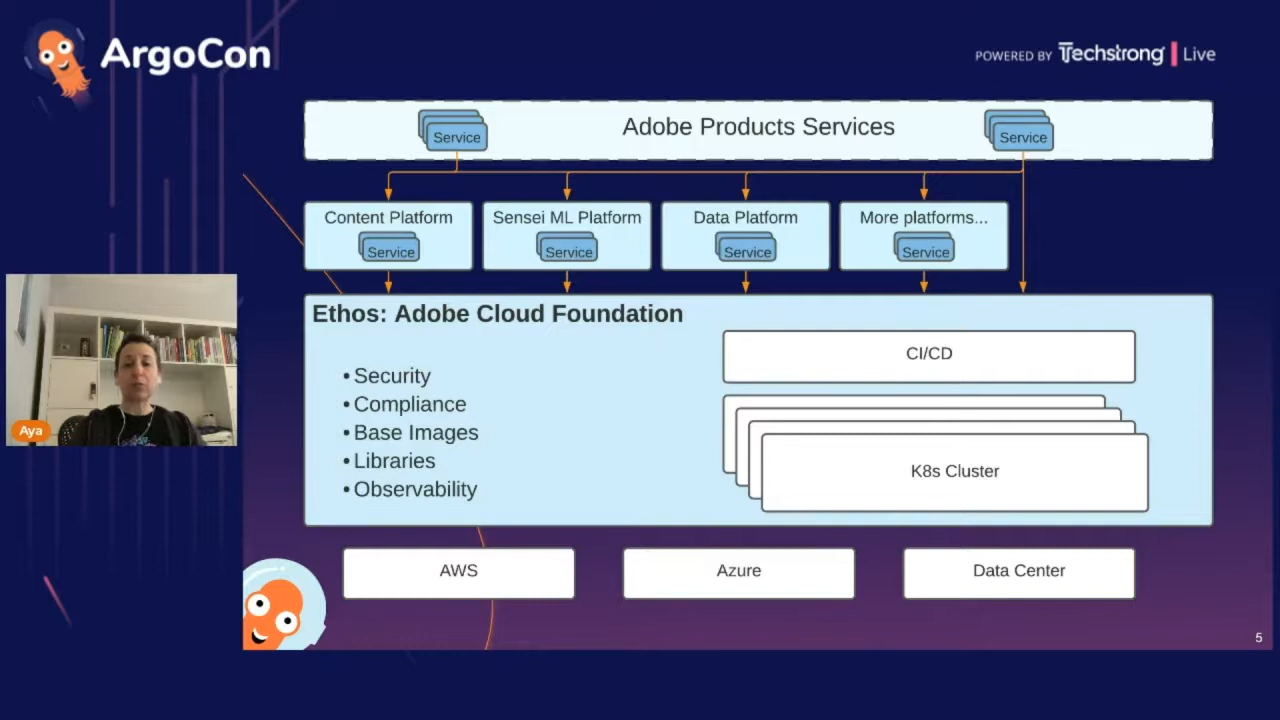 ArgoCon
POWERED BY Techstrong | Live
Service
Adobe Products Services
Service
Content Platform
Service
Sensei ML Platform
Service
Data Platform
Service
More platforms...
Service
Ethos: Adobe Cloud Foundation
• Security
• Compliance
• Base Images
• Libraries
• Observability
CI/CD
K8s Cluster
Aya
AWS
Azure
Data Center
5